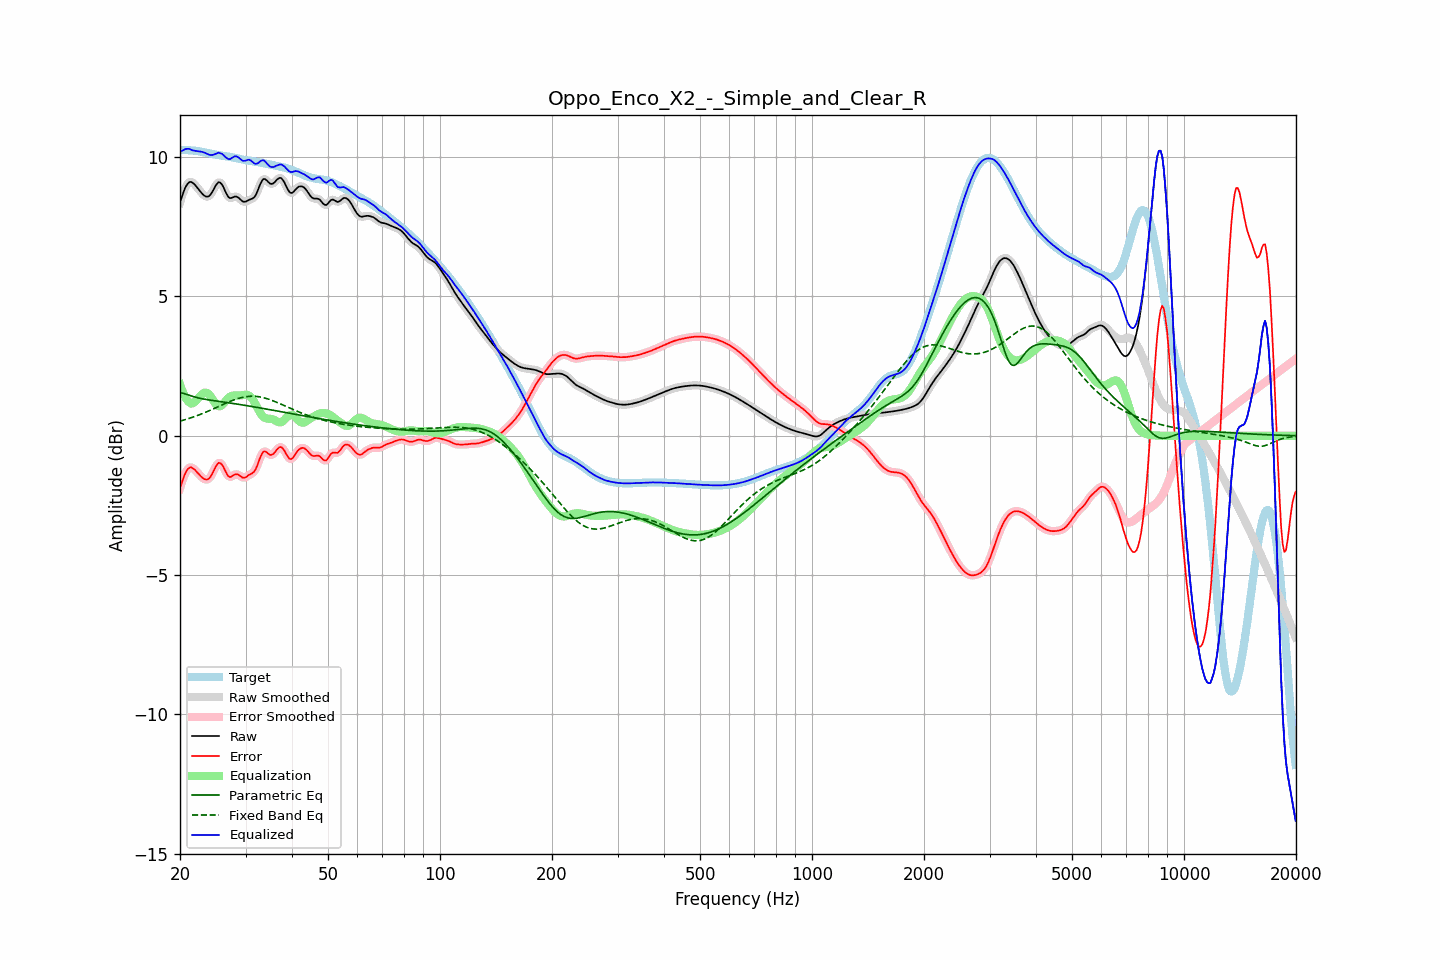 Oppo_Enco_X2_-_Simple_and_Clear_R
Amplitude (dBr)
10
5
0
−5
−10
−15
Target
Raw Smoothed
Error Smoothed
Raw
Error
Equalization
Parametric Eq
Fixed Band Eq
Equalized
20 50 100 200 500 1000 2000 5000 10000 20000
Frequency (Hz)